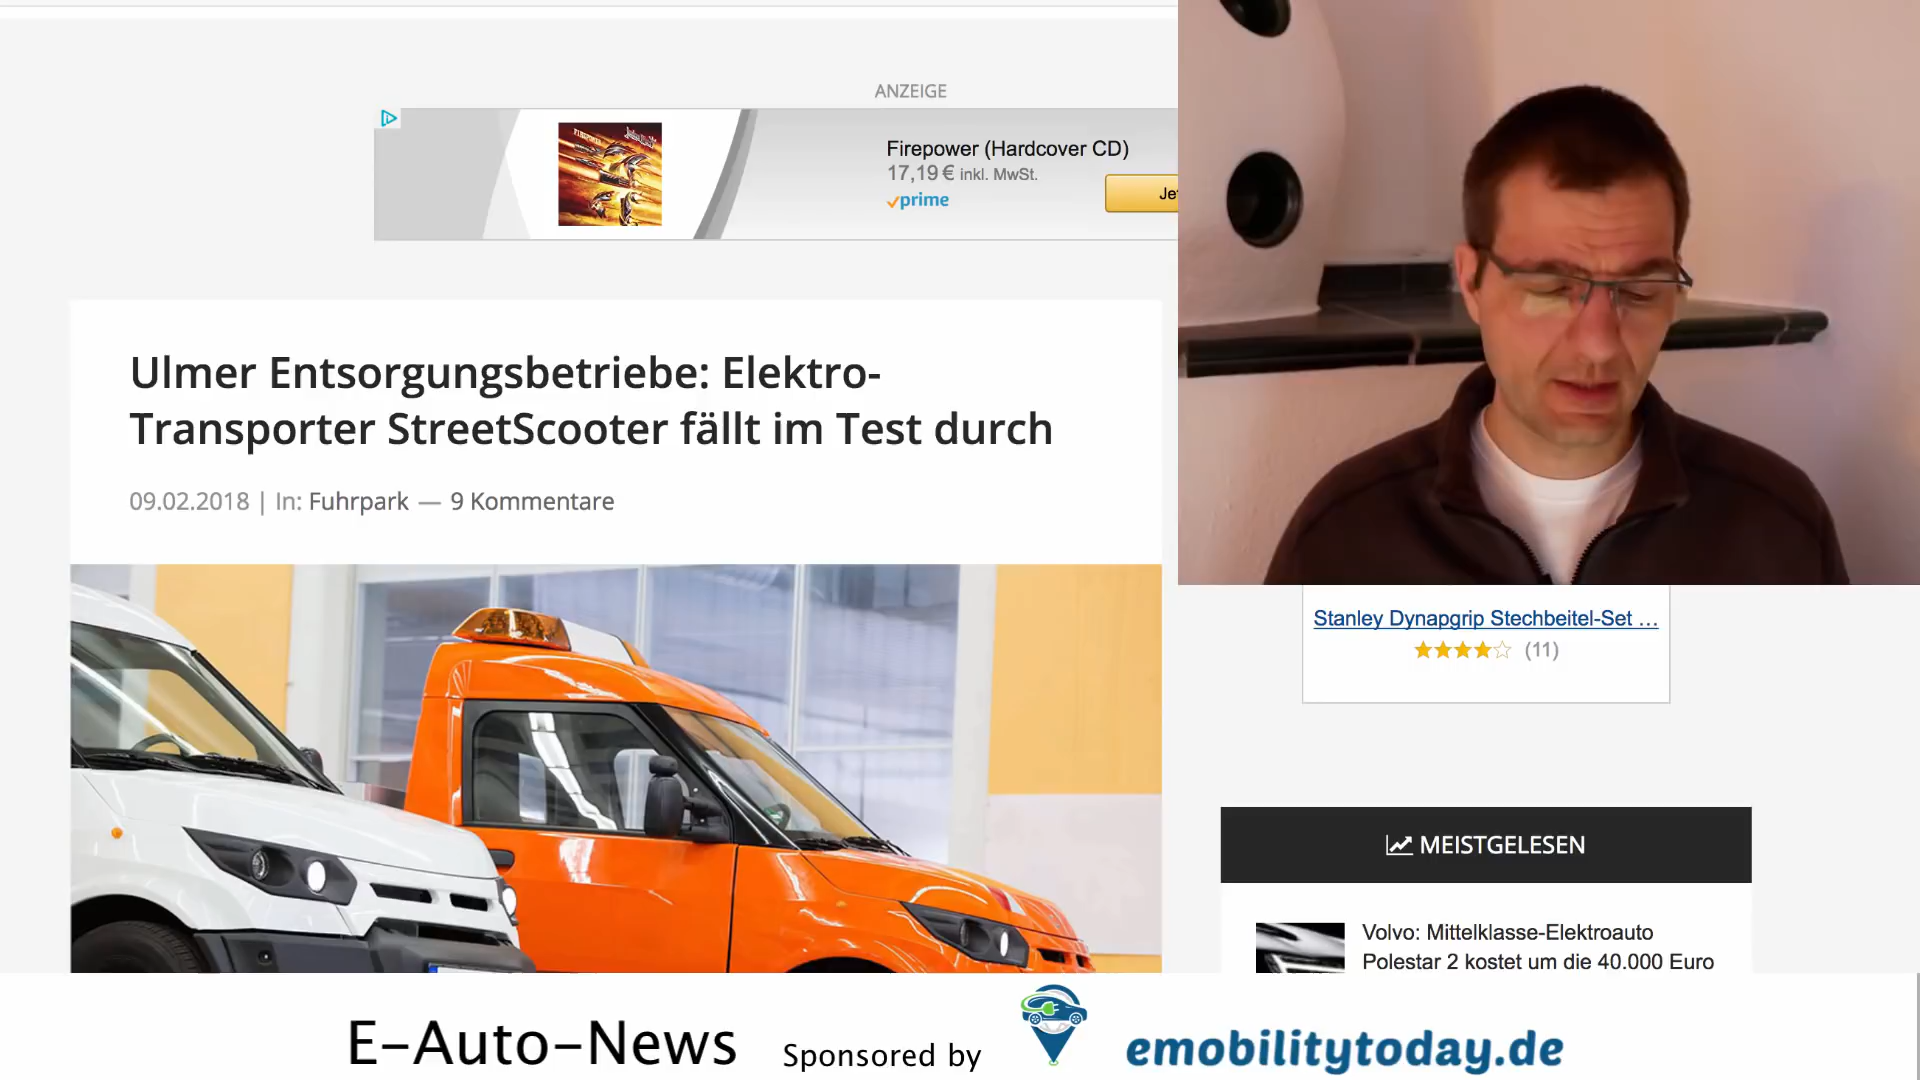 ANZEIGE
FIREPOWER
Firepower (Hardcover CD)
17,19 € inkl. MwSt.
prime
Je
Ulmer Entsorgungsbetriebe: Elektro-
Transporter StreetScooter fällt im Test durch
09.02.2018 | In: Fuhrpark — 9 Kommentare
Stanley Dynapgrip Stechbeitel-Set …
(11)
MEISTGELESEN
Volvo: Mittelklasse-Elektroauto
Polestar 2 kostet um die 40.000 Euro
E-Auto-News
Sponsored by
emobilitytoday.de